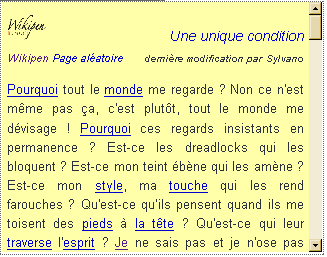 Wikipen
Une unique condition
Wikipen Page aléatoire dernière modification par Sylvano
Pourquoi tout le monde me regarde ? Non ce n'est
même pas ça, c'est plutôt, tout le monde me
dévisage ! Pourquoi ces regards insistants en
permanence ? Est-ce les dreadlocks qui les
bloquent ? Est-ce mon teint ébène qui les amène ?
Est-ce mon style, ma touche qui les rend
farouches ? Qu'est-ce qu'ils pensent quand ils me
toisent des pieds à la tête ? Qu'est-ce qui leur
traverse l'esprit ? Je ne sais pas et je n'ose pas